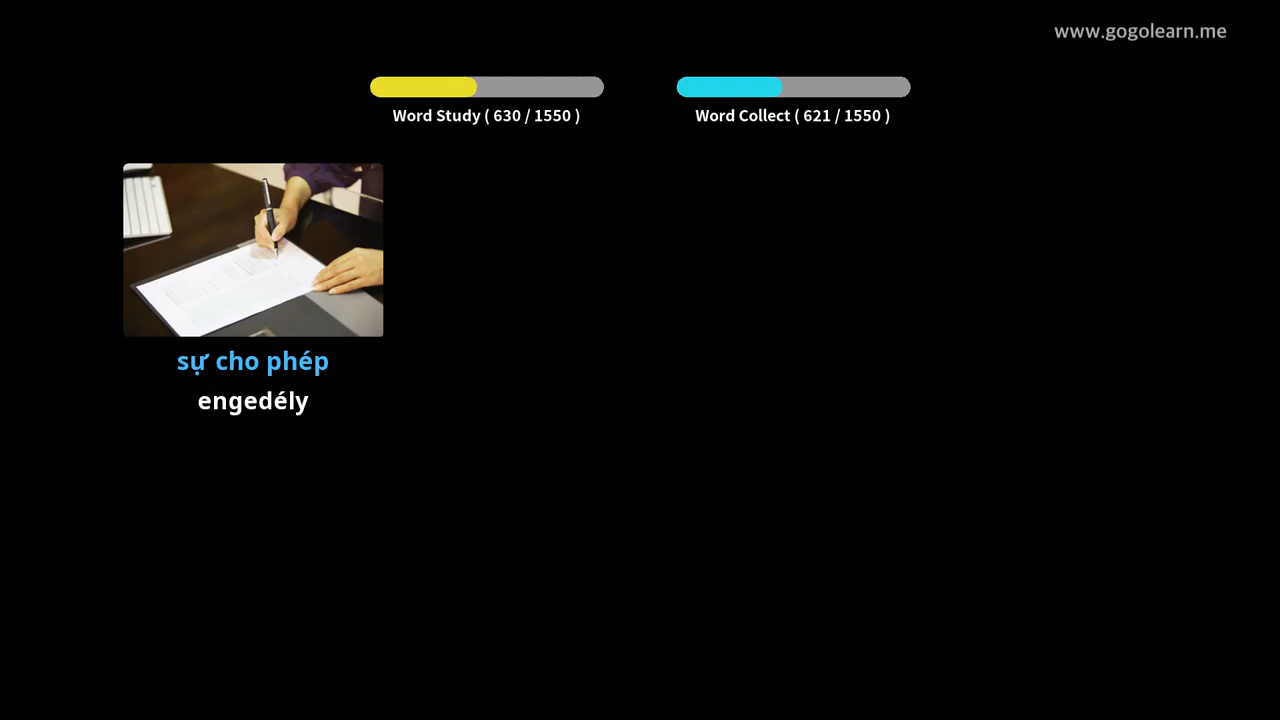 www.gogolearn.me
Word Study ( 630 / 1550 )
Word Collect ( 621 / 1550 )
sự cho phép
engedély